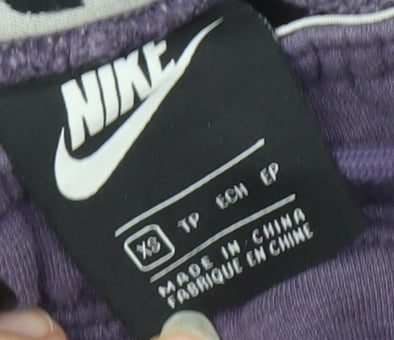 NIKE
XS TP ECH EP
MADE IN CHINA
FABRIQUE EN CHINE